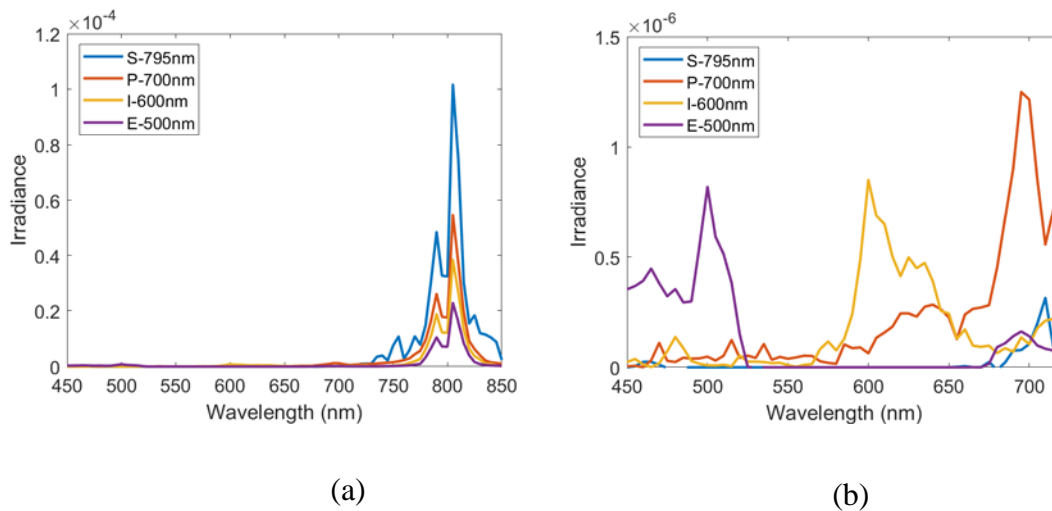 ×10⁻⁴
1.2
1
0.8
0.6
0.4
0.2
0
Irradiance
S-795nm
P-700nm
I-600nm
E-500nm
450 500 550 600 650 700 750 800 850
Wavelength (nm)
(a)
×10⁻⁶
1.5
1
0.5
0
Irradiance
S-795nm
P-700nm
I-600nm
E-500nm
450 500 550 600 650 700
Wavelength (nm)
(b)